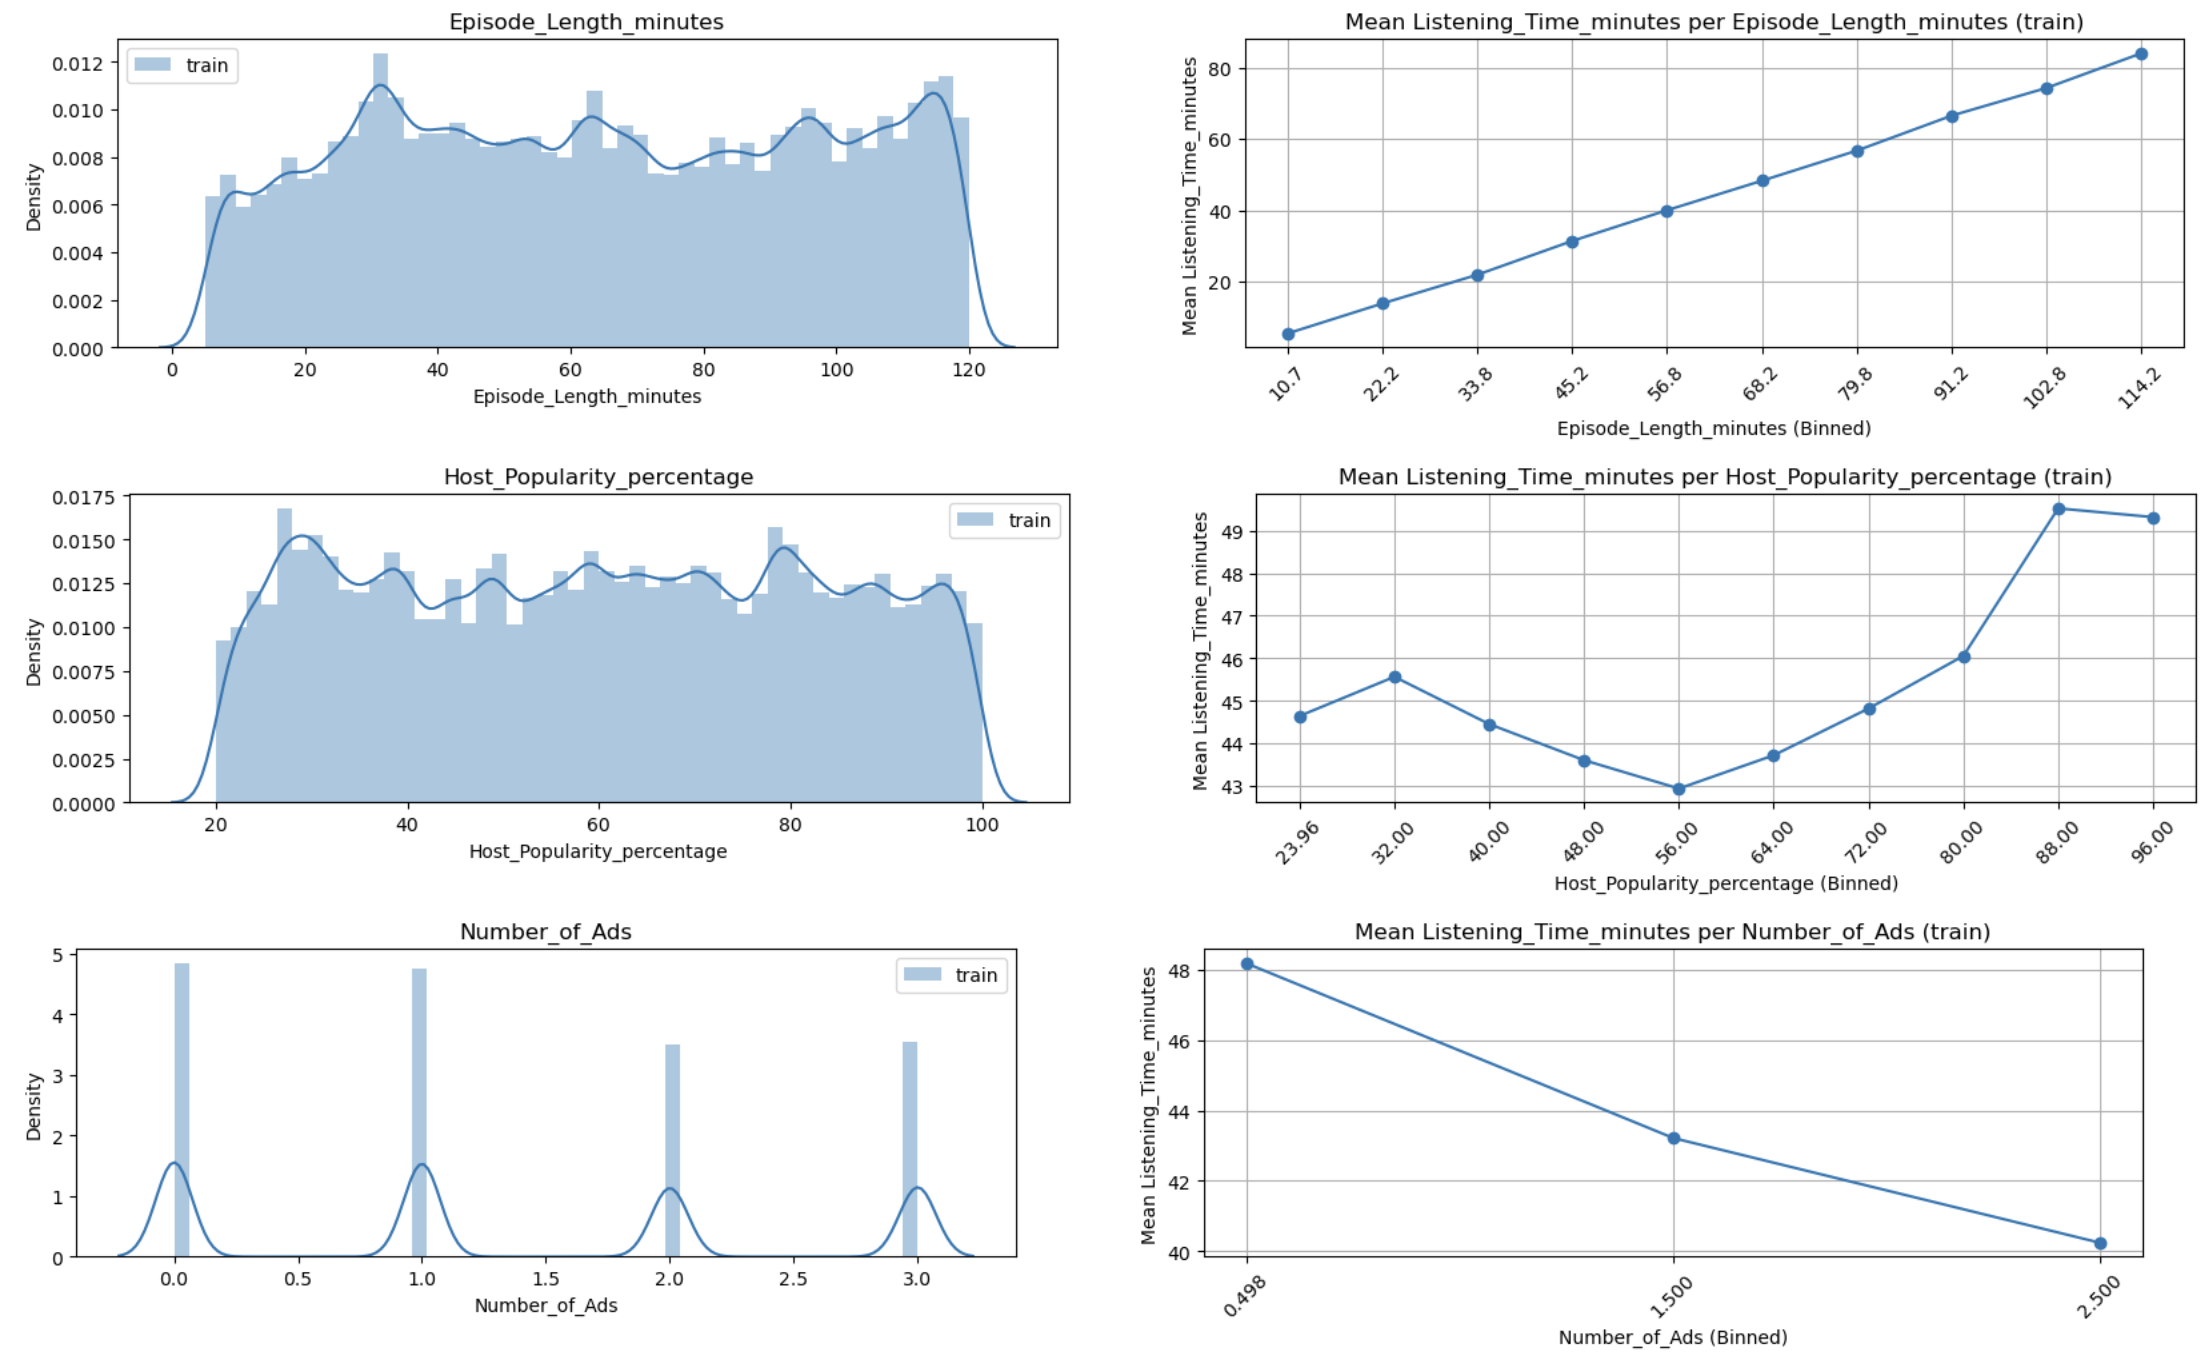 Episode_Length_minutes
train
0.012
0.010
0.008
0.006
0.004
0.002
0.000
Density
0 20 40 60 80 100 120
Episode_Length_minutes
Mean Listening_Time_minutes per Episode_Length_minutes (train)
80
60
40
20
Mean Listening_Time_minutes
10.7 22.2 33.8 45.2 56.8 68.2 79.8 91.2 102.8 114.2
Episode_Length_minutes (Binned)
Host_Popularity_percentage
train
0.0175
0.0150
0.0125
0.0100
0.0075
0.0050
0.0025
0.0000
Density
20 40 60 80 100
Host_Popularity_percentage
Mean Listening_Time_minutes per Host_Popularity_percentage (train)
49
48
47
46
45
44
43
Mean Listening_Time_minutes
23.96 32.00 40.00 48.00 56.00 64.00 72.00 80.00 88.00 96.00
Host_Popularity_percentage (Binned)
Number_of_Ads
train
5
4
3
2
1
0
Density
0.0 0.5 1.0 1.5 2.0 2.5 3.0
Number_of_Ads
Mean Listening_Time_minutes per Number_of_Ads (train)
48
46
44
42
40
Mean Listening_Time_minutes
0.498 1.500 2.500
Number_of_Ads (Binned)